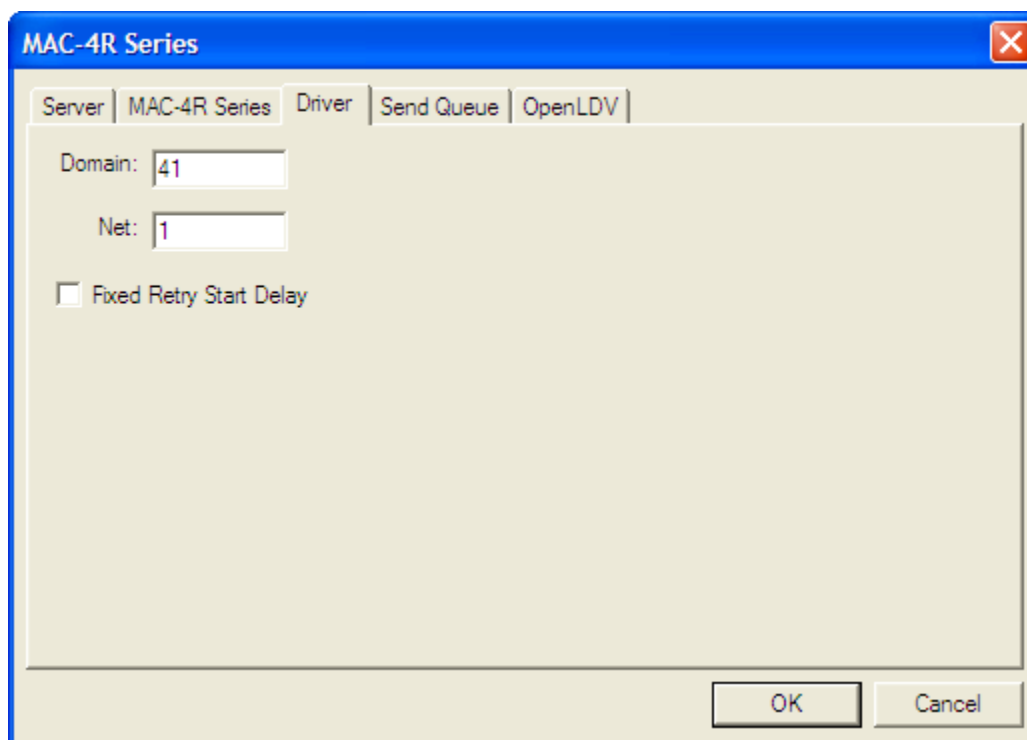 MAC-4R Series
Server MAC-4R Series Driver Send Queue OpenLDV
Domain: 41
Net: 1
Fixed Retry Start Delay
OK Cancel